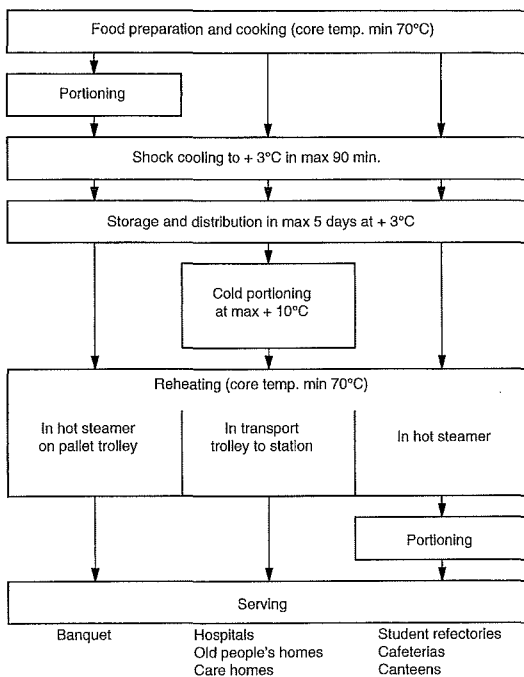 Food preparation and cooking (core temp. min 70°C)
Portioning
Shock cooling to + 3°C in max 90 min.
Storage and distribution in max 5 days at + 3°C
Cold portioning
at max + 10°C
Reheating (core temp. min 70°C)
In hot steamer
on pallet trolley
In transport
trolley to station
In hot steamer
Portioning
Serving
Banquet
Hospitals
Old people's homes
Care homes
Student refectories
Cafeterias
Canteens